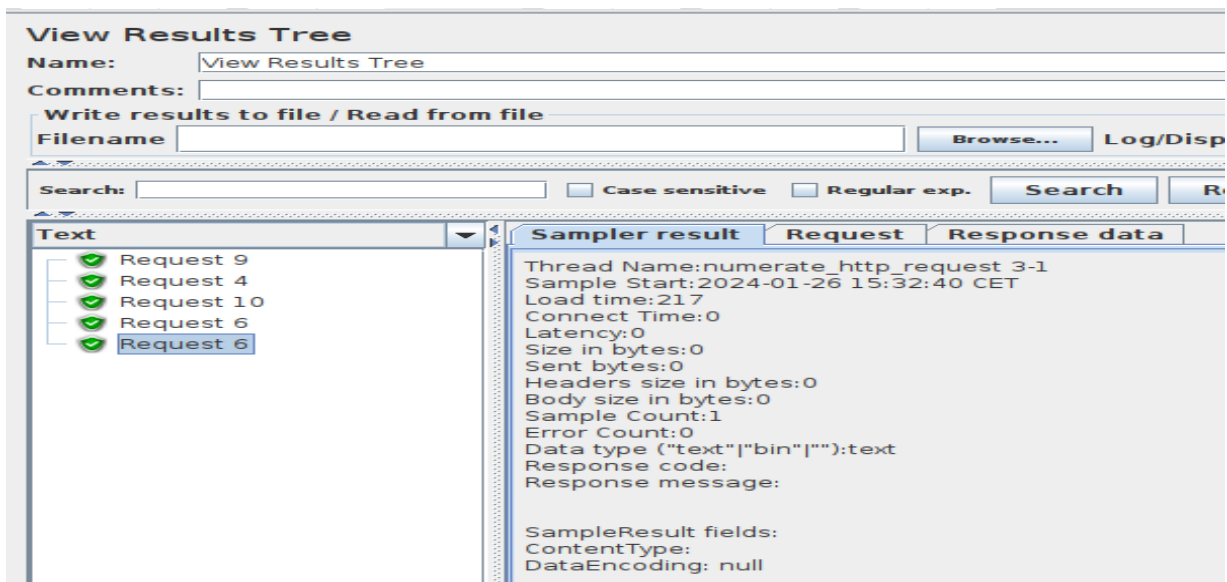 View Results Tree
Name: View Results Tree
Comments:
Write results to file / Read from file
Filename Browse... Log/Disp
Search: Case sensitive Regular exp. Search R
Text
Request 9
Request 4
Request 10
Request 6
Request 6
Sampler result Request Response data
Thread Name:numerate_http_request 3-1
Sample Start:2024-01-26 15:32:40 CET
Load time:217
Connect Time:0
Latency:0
Size in bytes:0
Sent bytes:0
Headers size in bytes:0
Body size in bytes:0
Sample Count:1
Error Count:0
Data type ("text"|"bin"|""):text
Response code:
Response message:
SampleResult fields:
ContentType:
DataEncoding: null